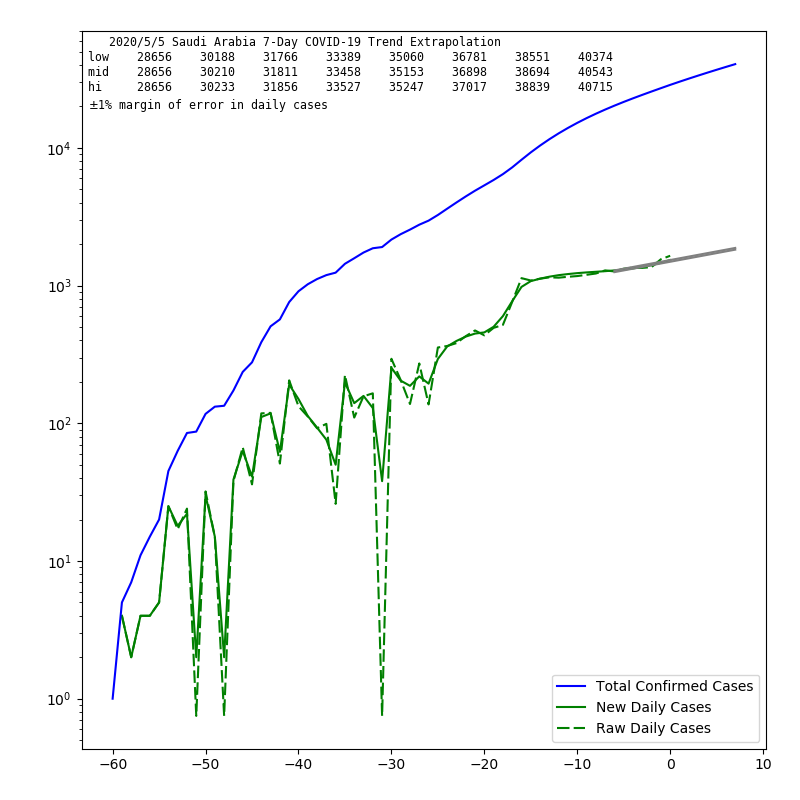 2020/5/5 Saudi Arabia 7-Day COVID-19 Trend Extrapolation
low 28656 30188 31766 33389 35060 36781 38551 40374
mid 28656 30210 31811 33458 35153 36898 38694 40543
hi 28656 30233 31856 33527 35247 37017 38839 40715
±1% margin of error in daily cases
10⁴
10³
10²
10¹
10⁰
Total Confirmed Cases
New Daily Cases
Raw Daily Cases
−60 −50 −40 −30 −20 −10 0 10